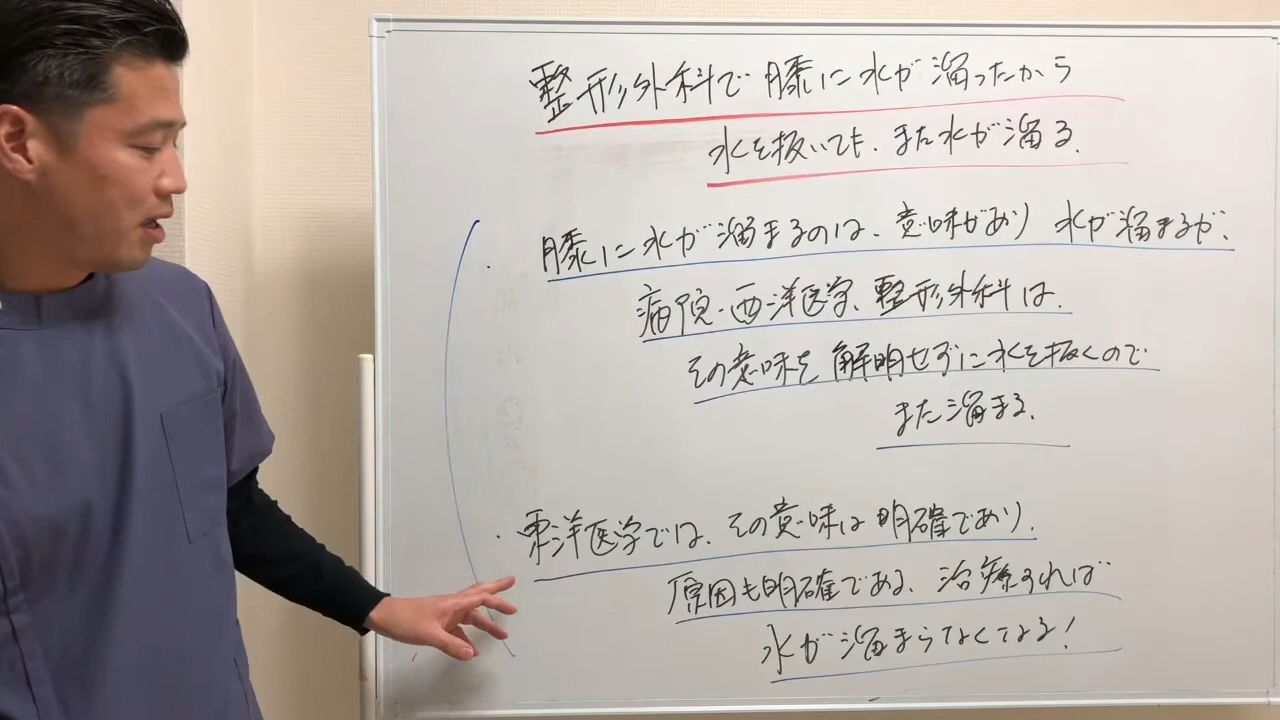 整形外科で膝に水が溜ったから
水を抜いても、また水が溜る。
・膝に水が溜まるのは、意味があり 水が溜まるが、
病院・西洋医学、整形外科は、
その意味を解明せずに水を抜くので
また溜まる。
・東洋医学では、その意味は明確であり、
原因も明確である、治療すれば
水が溜まらなくなる!